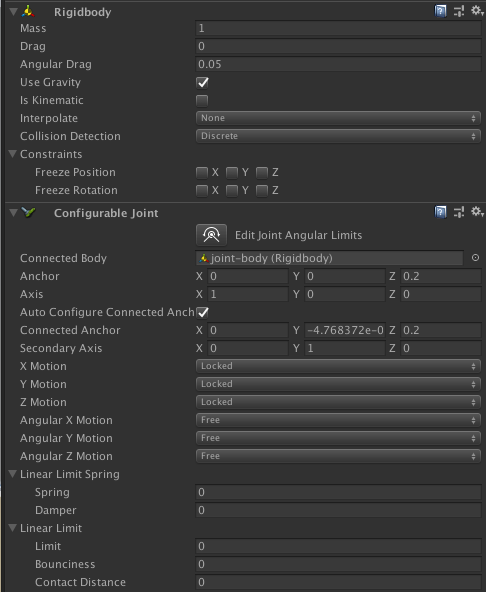 Rigidbody
Mass 1
Drag 0
Angular Drag 0.05
Use Gravity
Is Kinematic
Interpolate None
Collision Detection Discrete
Constraints
Freeze Position X Y Z
Freeze Rotation X Y Z
Configurable Joint
Edit Joint Angular Limits
Connected Body joint-body (Rigidbody)
Anchor X 0 Y 0 Z 0.2
Axis X 1 Y 0 Z 0
Auto Configure Connected Anch
Connected Anchor X 0 Y -4.768372e-0 Z 0.2
Secondary Axis X 0 Y 1 Z 0
X Motion Locked
Y Motion Locked
Z Motion Locked
Angular X Motion Free
Angular Y Motion Free
Angular Z Motion Free
Linear Limit Spring
Spring 0
Damper 0
Linear Limit
Limit 0
Bounciness 0
Contact Distance 0